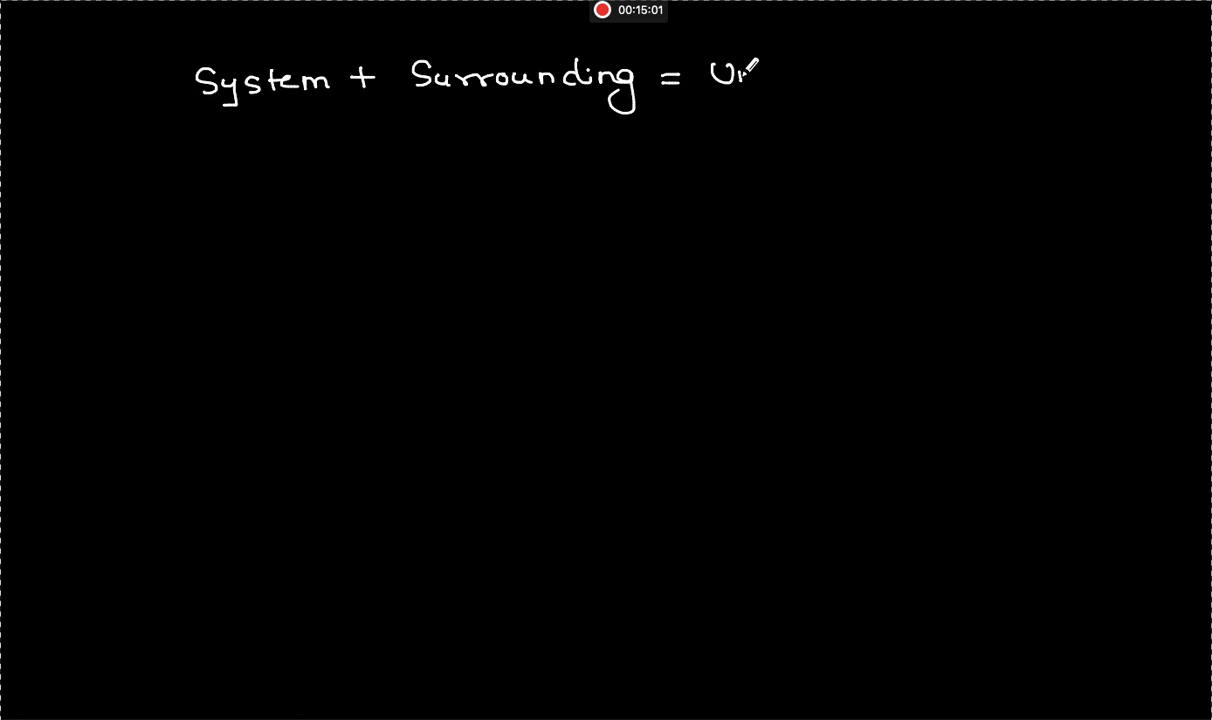 00:15:01
System + Surrounding =